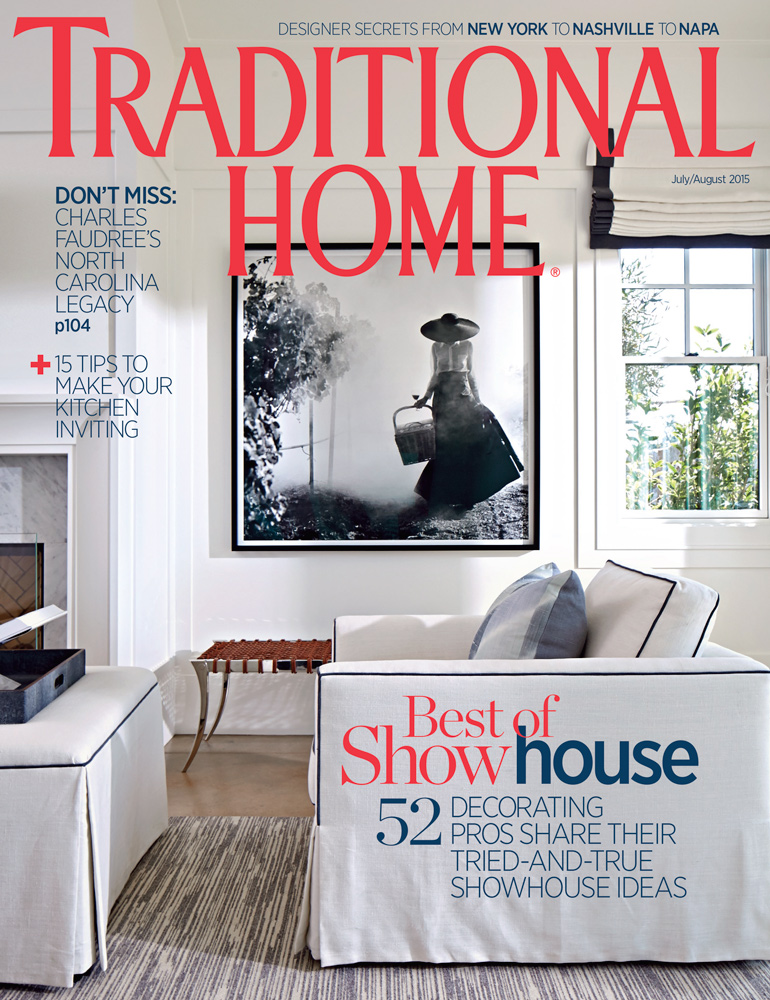 DESIGNER SECRETS FROM NEW YORK TO NASHVILLE TO NAPA
TRADITIONAL
HOME®
July/August 2015
DON'T MISS:
CHARLES
FAUDREE'S
NORTH
CAROLINA
LEGACY
p104
+ 15 TIPS TO
MAKE YOUR
KITCHEN
INVITING
Best of
Showhouse
52 DECORATING
PROS SHARE THEIR
TRIED-AND-TRUE
SHOWHOUSE IDEAS